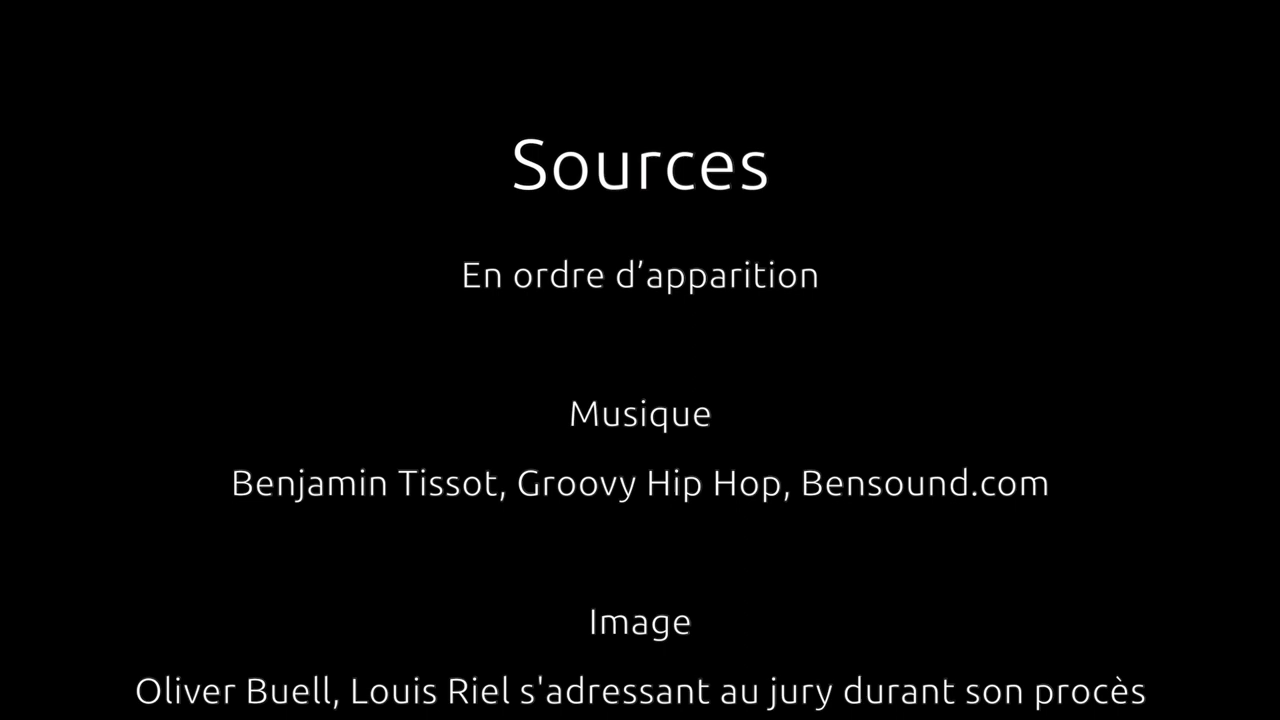 Sources
En ordre d’apparition
Musique
Benjamin Tissot, Groovy Hip Hop, Bensound.com
Image
Oliver Buell, Louis Riel s'adressant au jury durant son procès